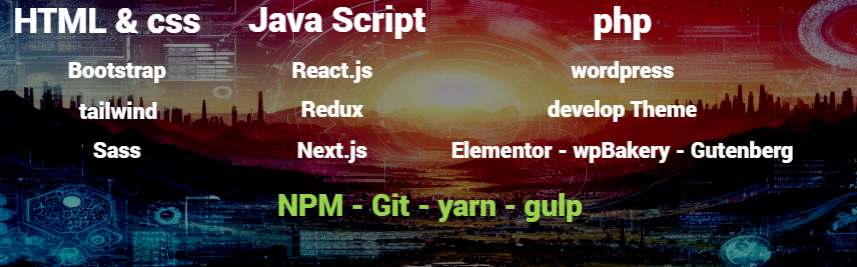 HTML & css Java Script php
Bootstrap React.js wordpress
tailwind Redux develop Theme
Sass Next.js Elementor - wpBakery - Gutenberg
NPM - Git - yarn - gulp